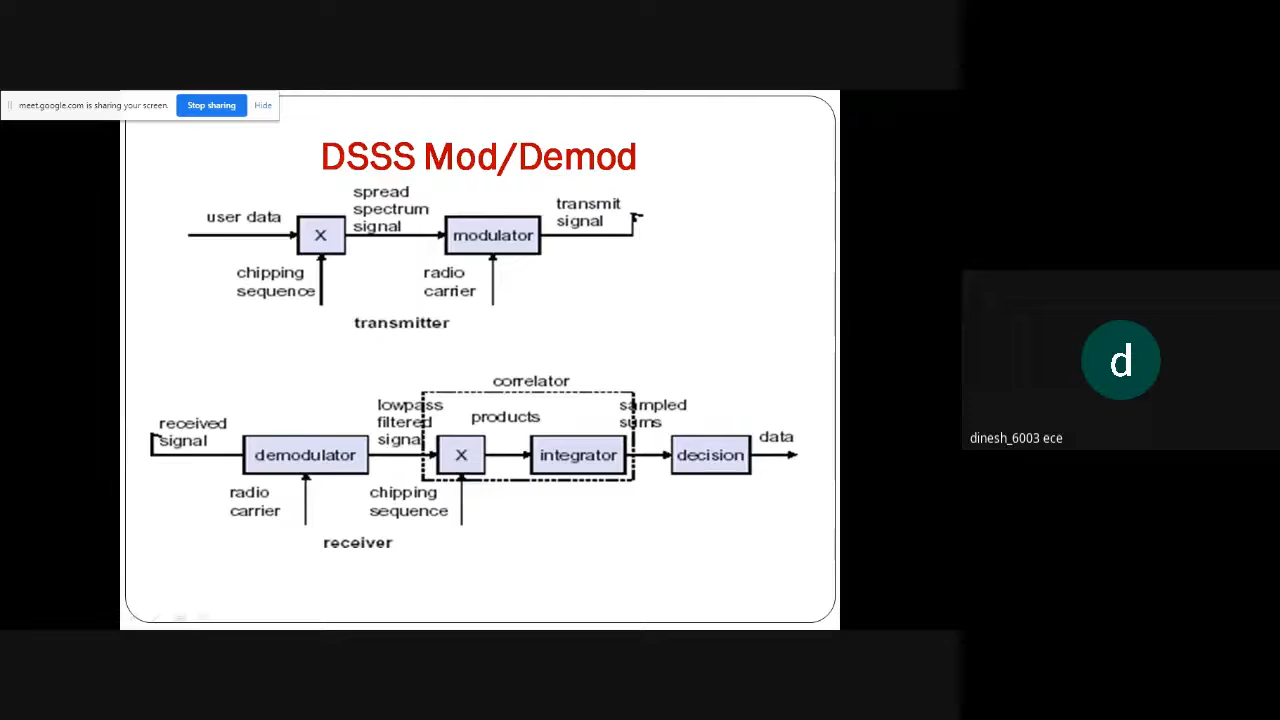 meet.google.com is sharing your screen.
Stop sharing
Hide
DSSS Mod/Demod
user data
X
spread
spectrum
signal
modulator
transmit
signal
chipping
sequence
radio
carrier
transmitter
correlator
received
signal
demodulator
lowpass
filtered
signal
products
X
integrator
sampled
sums
decision
data
radio
carrier
chipping
sequence
receiver
d
dinesh_6003 ece